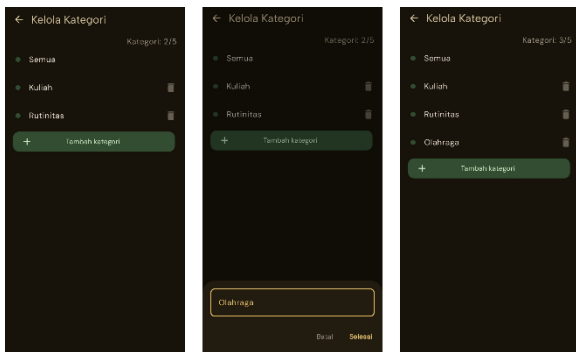 ← Kelola Kategori
Kategori: 2/5
Semua
Kuliah
Rutinitas
+ Tambah kategori
← Kelola Kategori
Kategori: 2/5
Semua
Kuliah
Rutinitas
+ Tambah kategori
Olahraga
Batal Selesai
← Kelola Kategori
Kategori: 3/5
Semua
Kuliah
Rutinitas
Olahraga
+ Tambah kategori